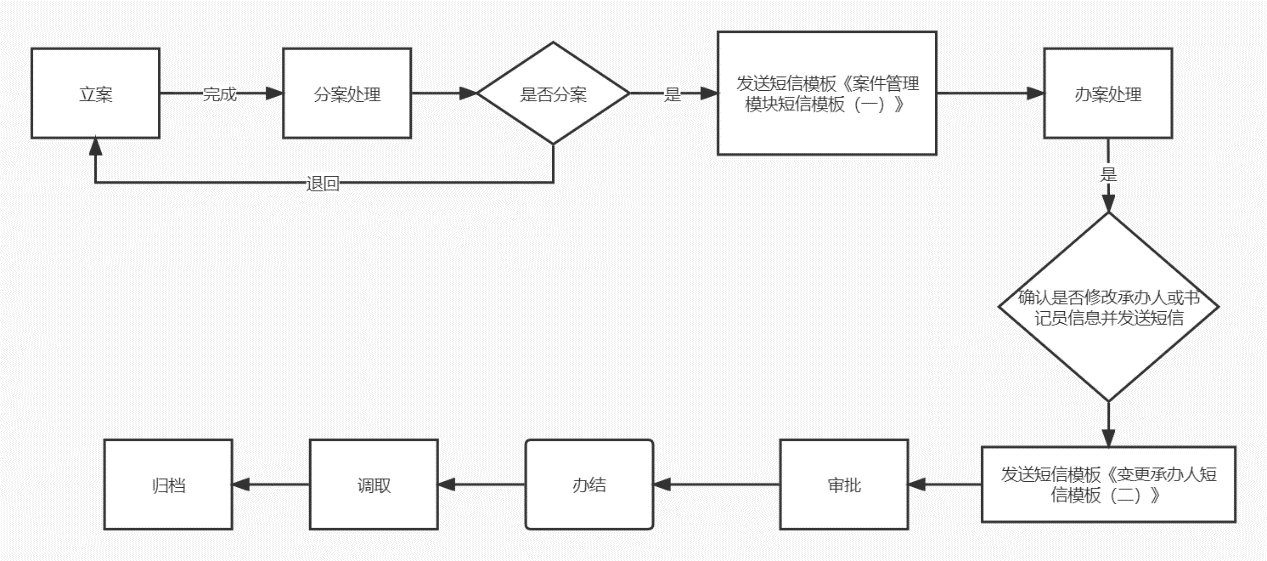 立案
完成
分案处理
是否分案
是
发送短信模板《案件管理
模块短信模板（一）》
办案处理
退回
是
确认是否修改承办人或书
记员信息并发送短信
发送短信模板《变更承办人短
信模板（二）》
审批
办结
调取
归档